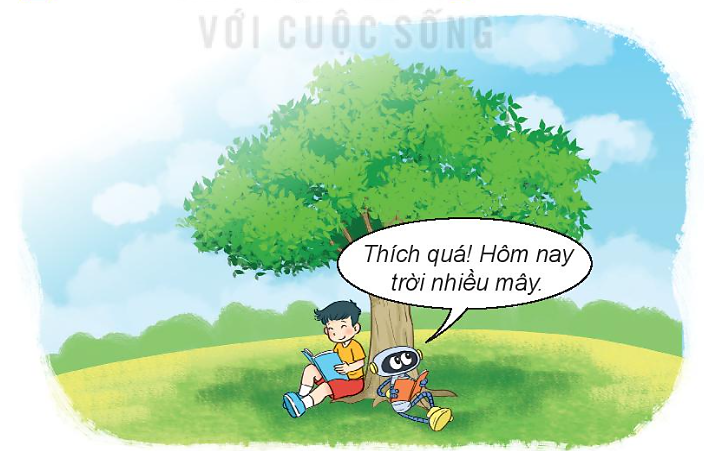 VỚI CUỘC SỐNG
Thích quá! Hôm nay
trời nhiều mây.